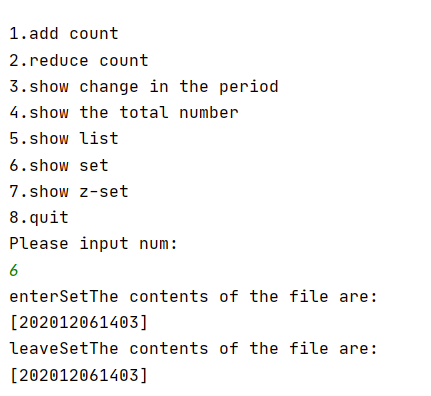 1.add count
2.reduce count
3.show change in the period
4.show the total number
5.show list
6.show set
7.show z-set
8.quit
Please input num:
6
enterSetThe contents of the file are:
[202012061403]
leaveSetThe contents of the file are:
[202012061403]